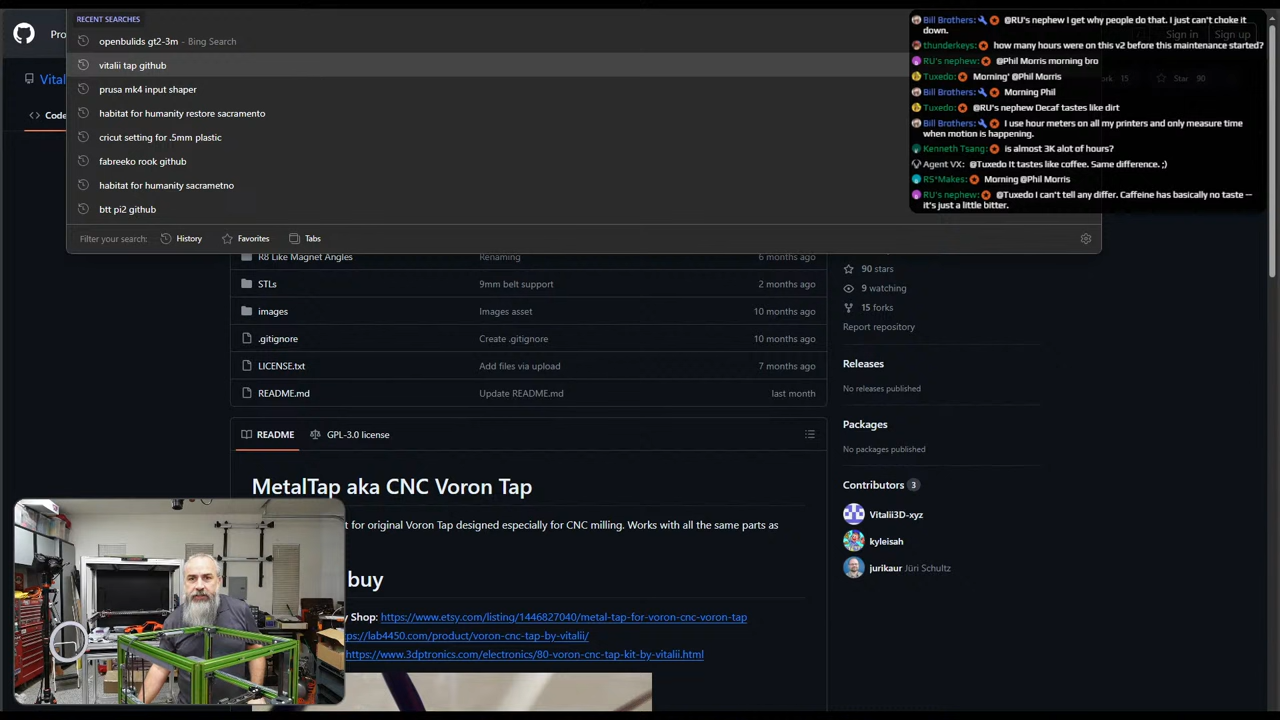 RECENT SEARCHES
openbulids gt2-3m - Bing Search
vitalii tap github
prusa mk4 input shaper
habitat for humanity restore sacramento
cricut setting for .5mm plastic
fabreeko rook github
habitat for humanity sacrametno
btt pi2 github
Filter your search:
History
Favorites
Tabs
Pro
Vital
Code
Sign in
Sign up
ork 15
Star 90
Bill Brothers: @RU's nephew I get why people do that. I just can't choke it
down.
thunderkeys: how many hours were on this v2 before this maintenance started?
RU's nephew: @Phil Morris morning bro
Tuxedo: Morning' @Phil Morris
Bill Brothers: Morning Phil
Tuxedo: @RU's nephew Decaf tastes like dirt
Bill Brothers: I use hour meters on all my printers and only measure time
when motion is happening.
Kenneth Tsang: is almost 3K alot of hours?
Agent VX: @Tuxedo It tastes like coffee. Same difference. ;)
RS*Makes: Morning @Phil Morris
RU's nephew: @Tuxedo I can't tell any differ. Caffeine has basically no taste --
it's just a little bitter.
R8 Like Magnet Angles Renaming 6 months ago
STLs 9mm belt support 2 months ago
images Images asset 10 months ago
.gitignore Create .gitignore 10 months ago
LICENSE.txt Add files via upload 7 months ago
README.md Update README.md last month
README
GPL-3.0 license
MetalTap aka CNC Voron Tap
t for original Voron Tap designed especially for CNC milling. Works with all the same parts as
buy
y Shop: https://www.etsy.com/listing/1446827040/metal-tap-for-voron-cnc-voron-tap
ps://lab4450.com/product/voron-cnc-tap-by-vitalii/
https://www.3dptronics.com/electronics/80-voron-cnc-tap-kit-by-vitalii.html
90 stars
9 watching
15 forks
Report repository
Releases
No releases published
Packages
No packages published
Contributors 3
Vitalii3D-xyz
kyleisah
jurikaur Jüri Schultz